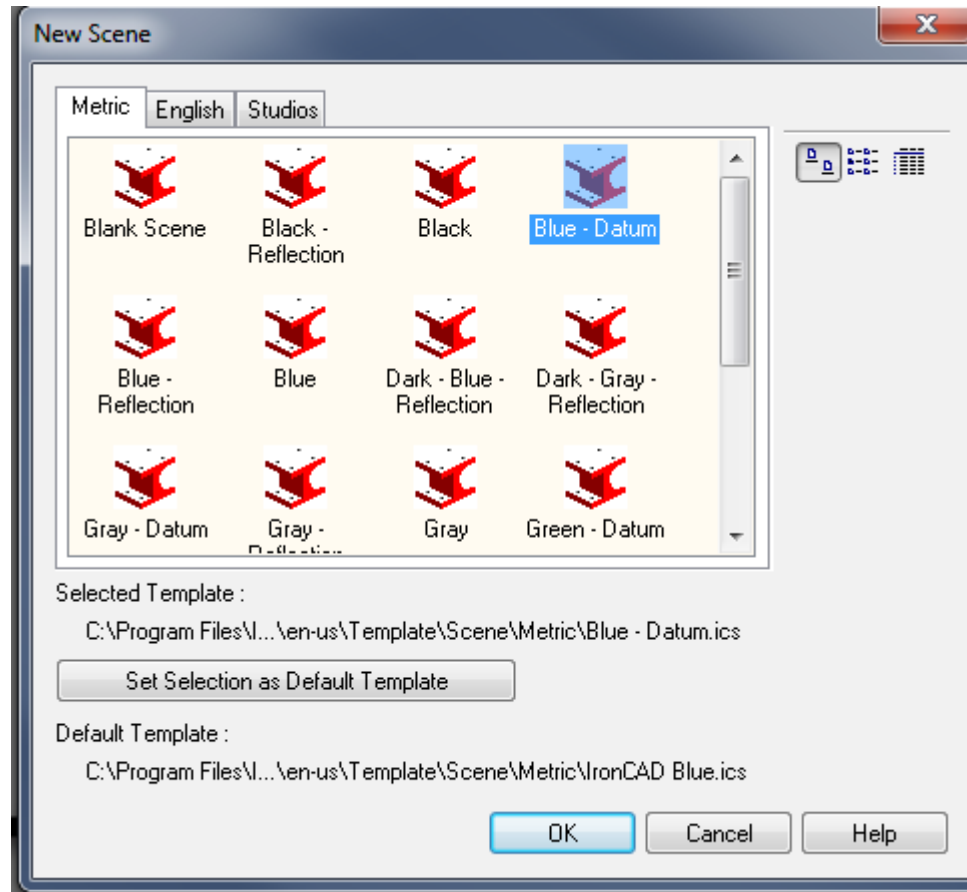 New Scene
Metric English Studios
Blank Scene Black - Black Blue - Datum
Reflection
Blue - Blue Dark - Blue - Dark - Gray -
Reflection Reflection Reflection
Gray - Datum Gray - Gray Green - Datum
Selected Template :
C:\Program Files\I...\en-us\Template\Scene\Metric\Blue - Datum.ics
Set Selection as Default Template
Default Template :
C:\Program Files\I...\en-us\Template\Scene\Metric\IronCAD Blue.ics
OK Cancel Help